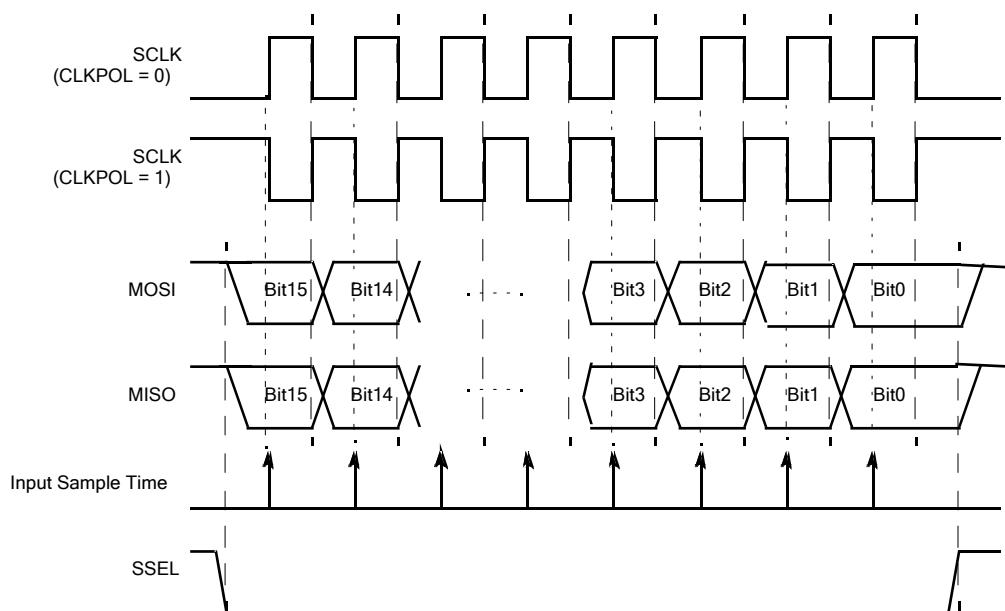 SCLK
(CLKPOL = 0)
SCLK
(CLKPOL = 1)
MOSI
Bit15 Bit14 Bit3 Bit2 Bit1 Bit0
MISO
Bit15 Bit14 Bit3 Bit2 Bit1 Bit0
Input Sample Time
SSEL